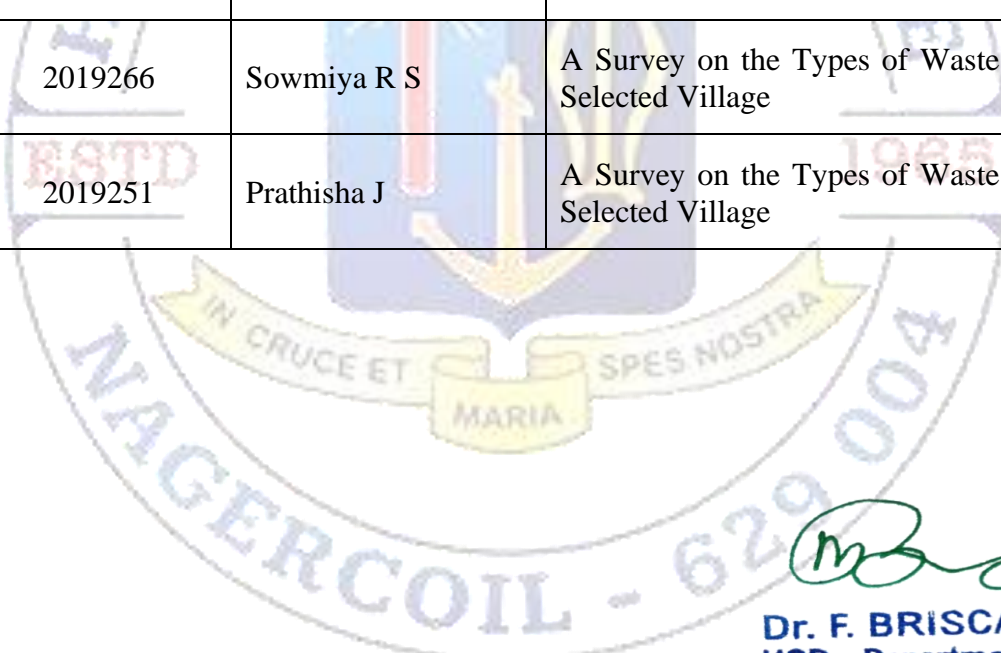 2019266 Sowmiya R S A Survey on the Types of Waste
Selected Village
ESTD 1965
2019251 Prathisha J A Survey on the Types of Waste
Selected Village
IN CRUCE ET MARIA SPES NOSTRA
NAGERCOIL - 629 004
Dr. F. BRISCA